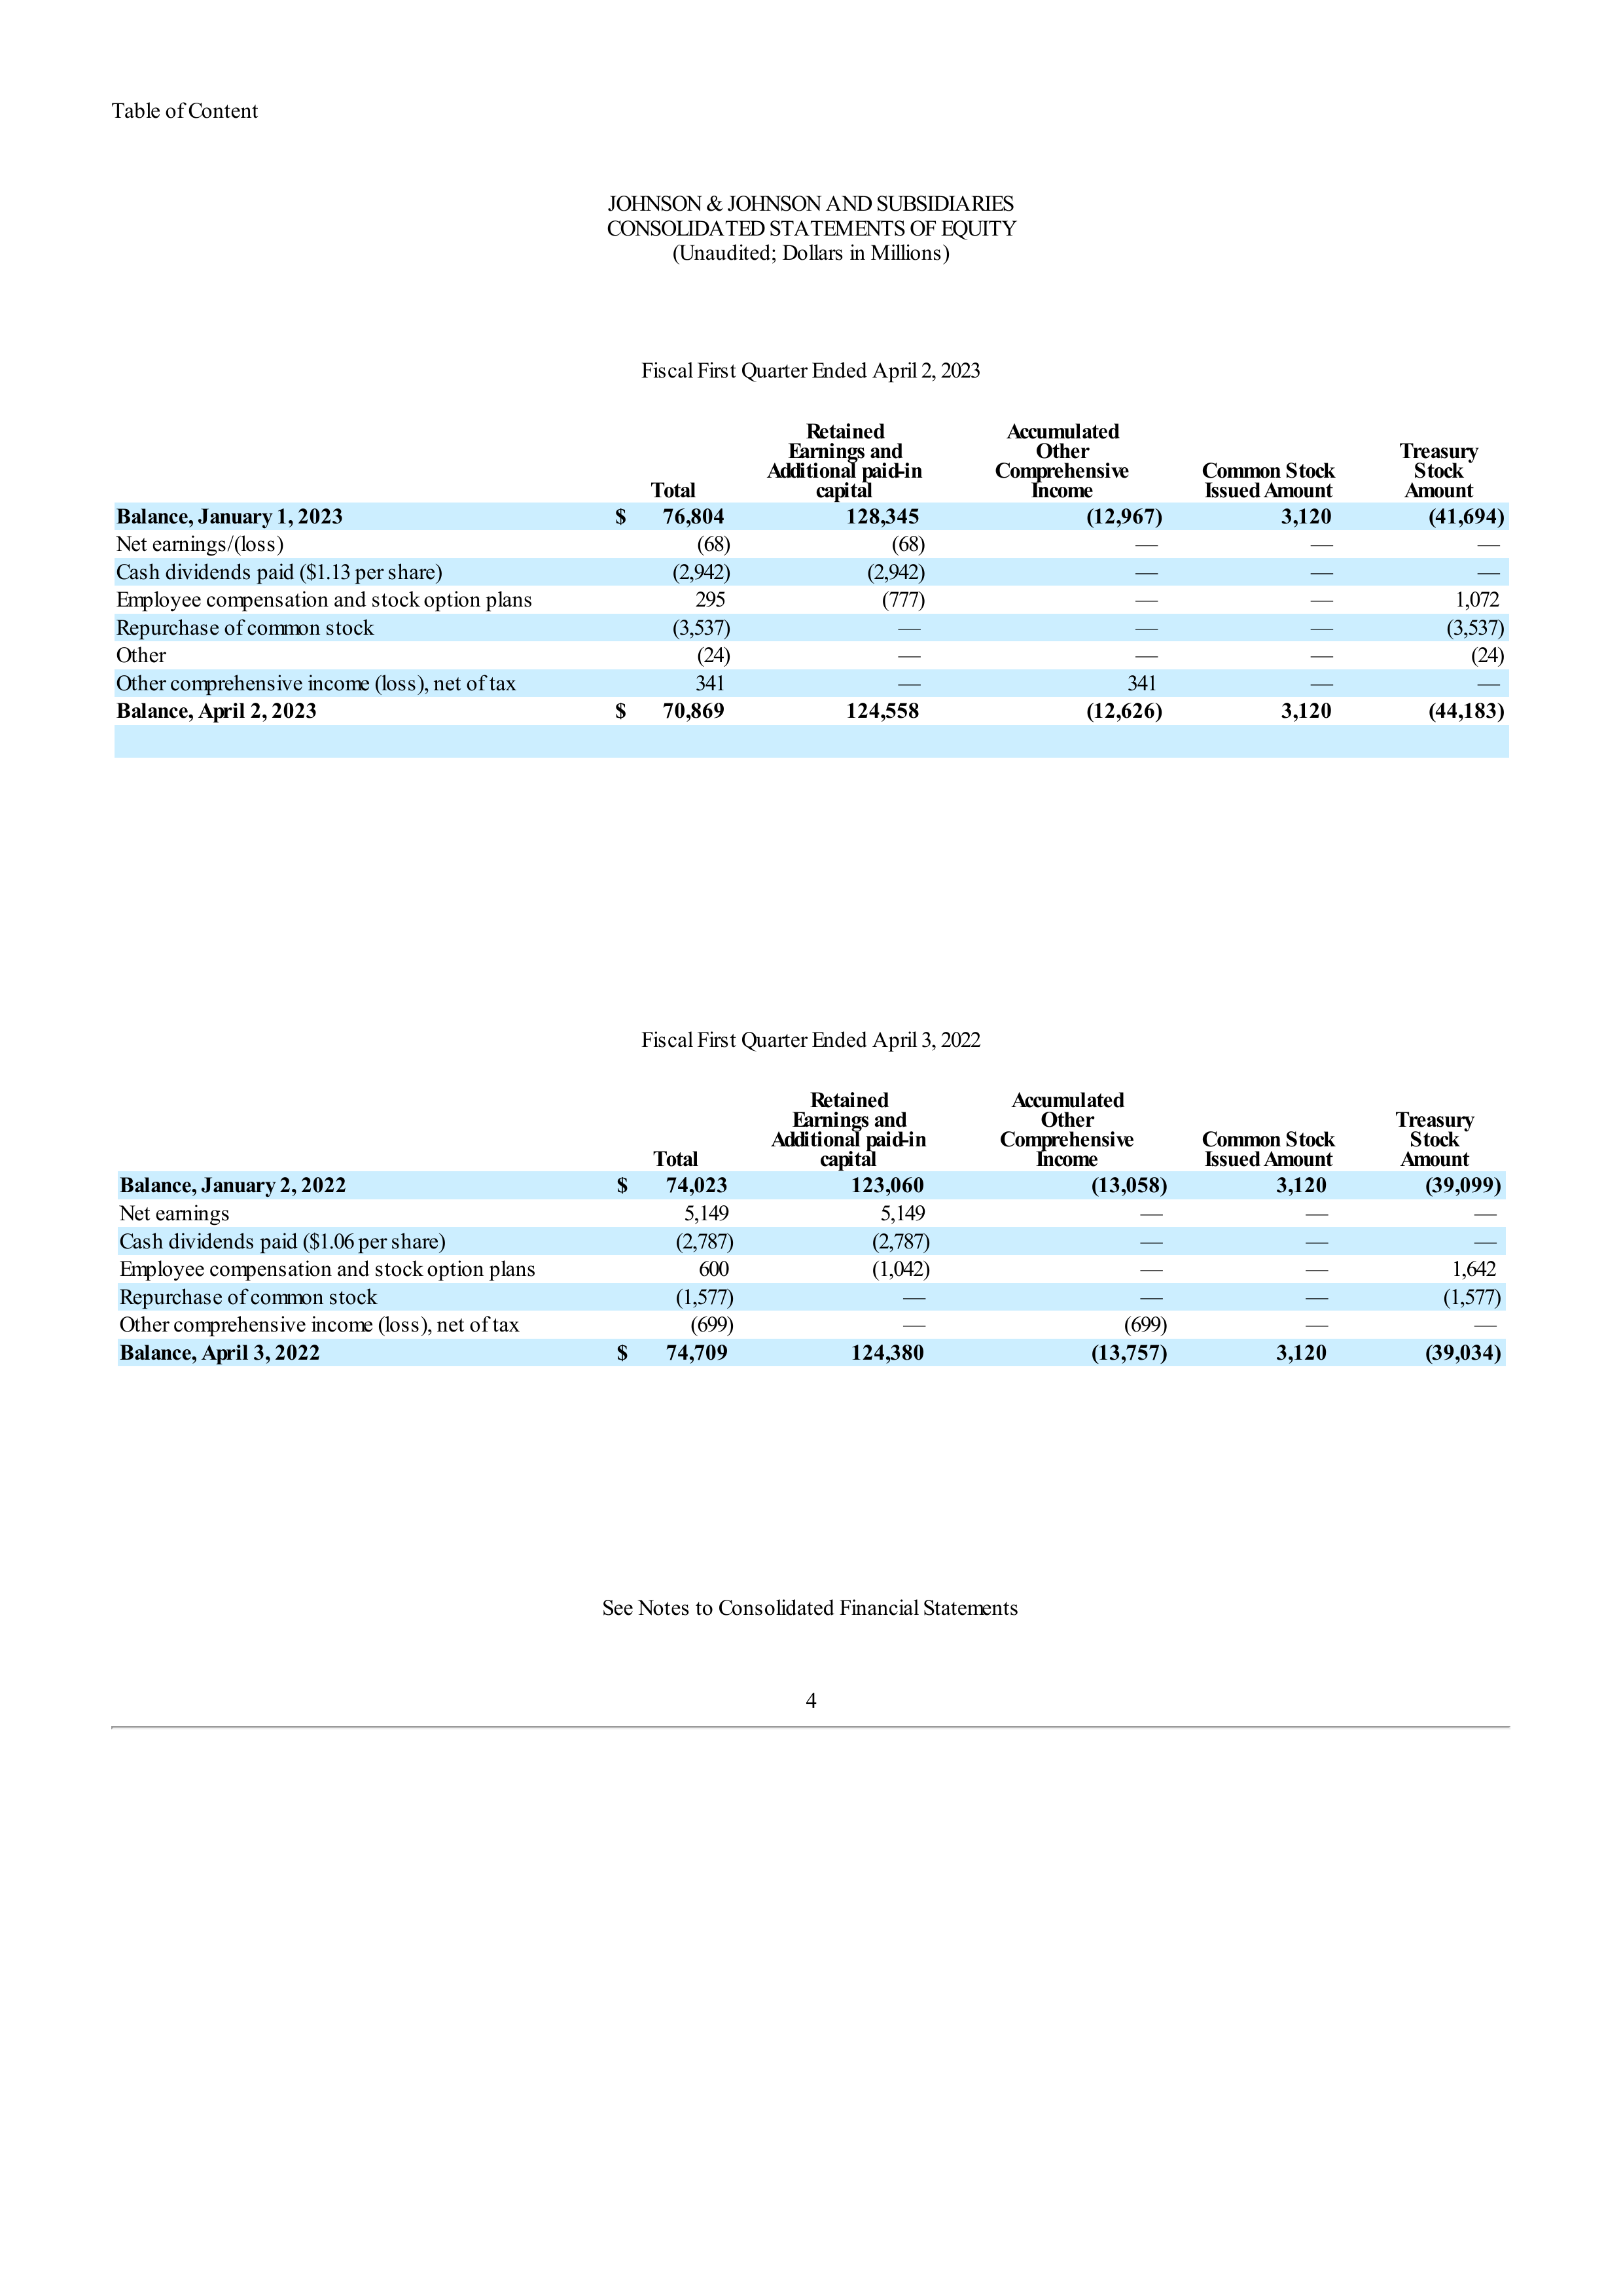 Table of Content
JOHNSON & JOHNSON AND SUBSIDIARIES
CONSOLIDATED STATEMENTS OF EQUITY
(Unaudited; Dollars in Millions)
Fiscal First Quarter Ended April 2, 2023
Total Retained Earnings and Additional paid-in capital Accumulated Other Comprehensive Income Common Stock Issued Amount Treasury Stock Amount
Balance, January 1, 2023 $ 76,804 128,345 (12,967) 3,120 (41,694)
Net earnings/(loss) (68) (68) — — —
Cash dividends paid ($1.13 per share) (2,942) (2,942) — — —
Employee compensation and stock option plans 295 (777) — — 1,072
Repurchase of common stock (3,537) — — — (3,537)
Other (24) — — — (24)
Other comprehensive income (loss), net of tax 341 — 341 — —
Balance, April 2, 2023 $ 70,869 124,558 (12,626) 3,120 (44,183)
Fiscal First Quarter Ended April 3, 2022
Total Retained Earnings and Additional paid-in capital Accumulated Other Comprehensive Income Common Stock Issued Amount Treasury Stock Amount
Balance, January 2, 2022 $ 74,023 123,060 (13,058) 3,120 (39,099)
Net earnings 5,149 5,149 — — —
Cash dividends paid ($1.06 per share) (2,787) (2,787) — — —
Employee compensation and stock option plans 600 (1,042) — — 1,642
Repurchase of common stock (1,577) — — — (1,577)
Other comprehensive income (loss), net of tax (699) — (699) — —
Balance, April 3, 2022 $ 74,709 124,380 (13,757) 3,120 (39,034)
See Notes to Consolidated Financial Statements
4